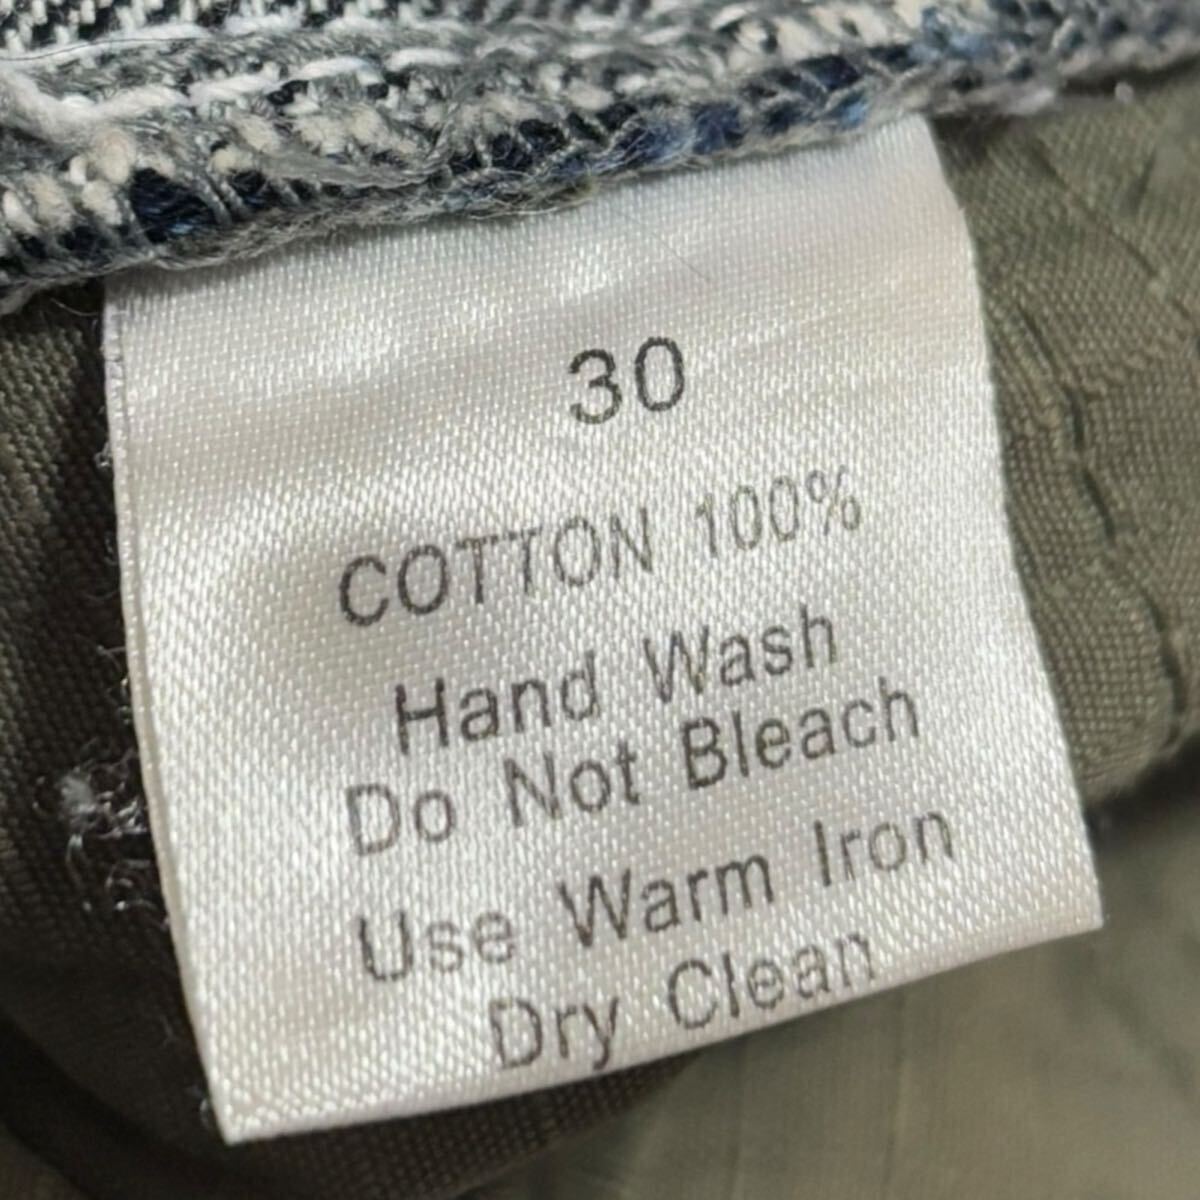 30
COTTON 100%
Hand Wash
Do Not Bleach
Use Warm Iron
Dry Clean